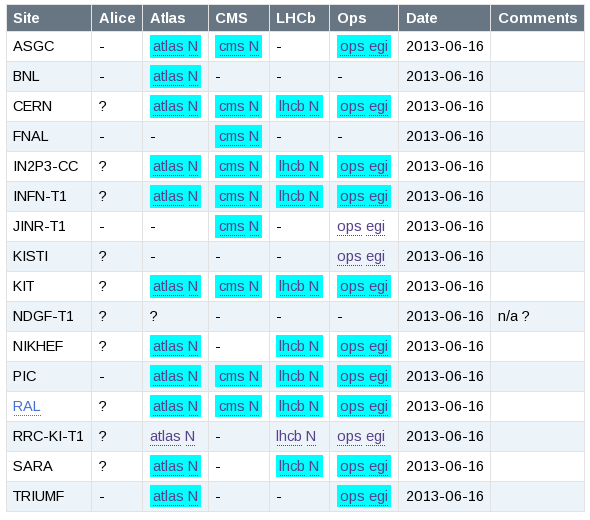 Site Alice Atlas CMS LHCb Ops Date Comments
ASGC - atlas N cms N - ops egi 2013-06-16
BNL - atlas N - - - 2013-06-16
CERN ? atlas N cms N lhcb N ops egi 2013-06-16
FNAL - - cms N - - 2013-06-16
IN2P3-CC ? atlas N cms N lhcb N ops egi 2013-06-16
INFN-T1 ? atlas N cms N lhcb N ops egi 2013-06-16
JINR-T1 - - cms N - ops egi 2013-06-16
KISTI ? - - - ops egi 2013-06-16
KIT ? atlas N cms N lhcb N ops egi 2013-06-16
NDGF-T1 ? ? - - - 2013-06-16 n/a ?
NIKHEF ? atlas N - lhcb N ops egi 2013-06-16
PIC - atlas N cms N lhcb N ops egi 2013-06-16
RAL ? atlas N cms N lhcb N ops egi 2013-06-16
RRC-KI-T1 ? atlas N - lhcb N ops egi 2013-06-16
SARA ? atlas N - lhcb N ops egi 2013-06-16
TRIUMF - atlas N - - ops egi 2013-06-16